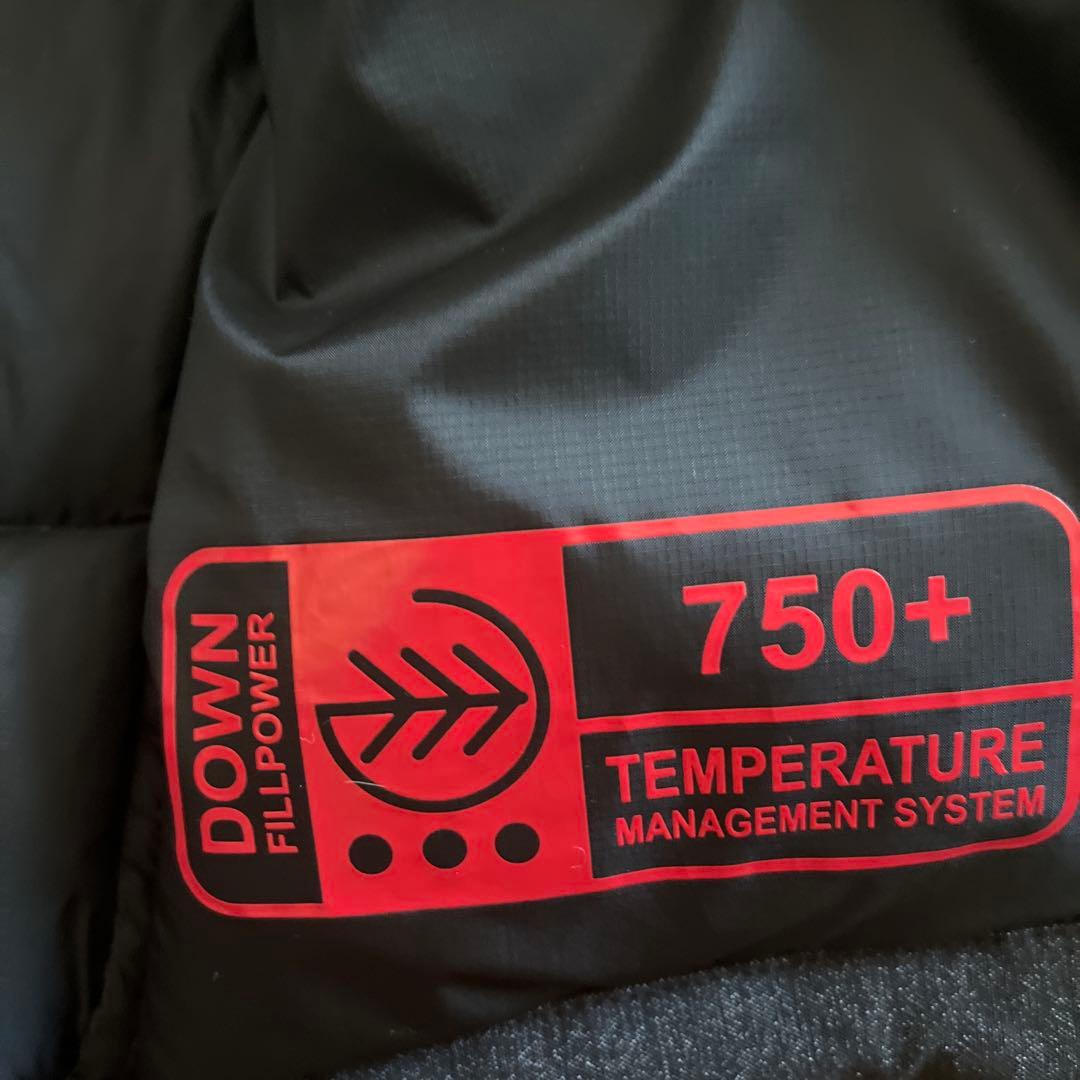 DOWN
FILLPOWER
750+
TEMPERATURE
MANAGEMENT SYSTEM